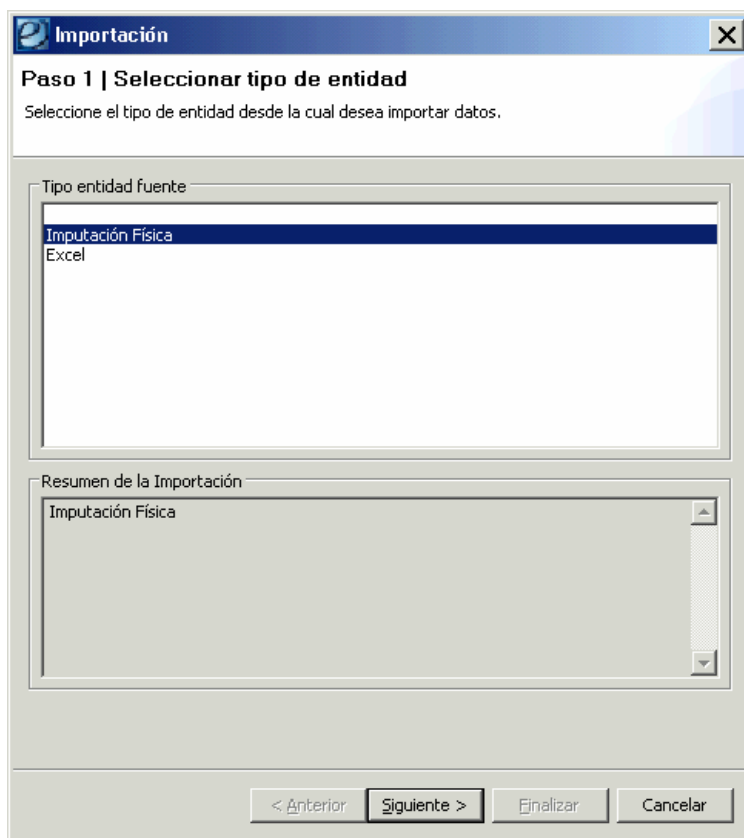 Importación
Paso 1 | Seleccionar tipo de entidad
Seleccione el tipo de entidad desde la cual desea importar datos.
Tipo entidad fuente
Imputación Física
Excel
Resumen de la Importación
Imputación Física
< Anterior Siguiente > Finalizar Cancelar